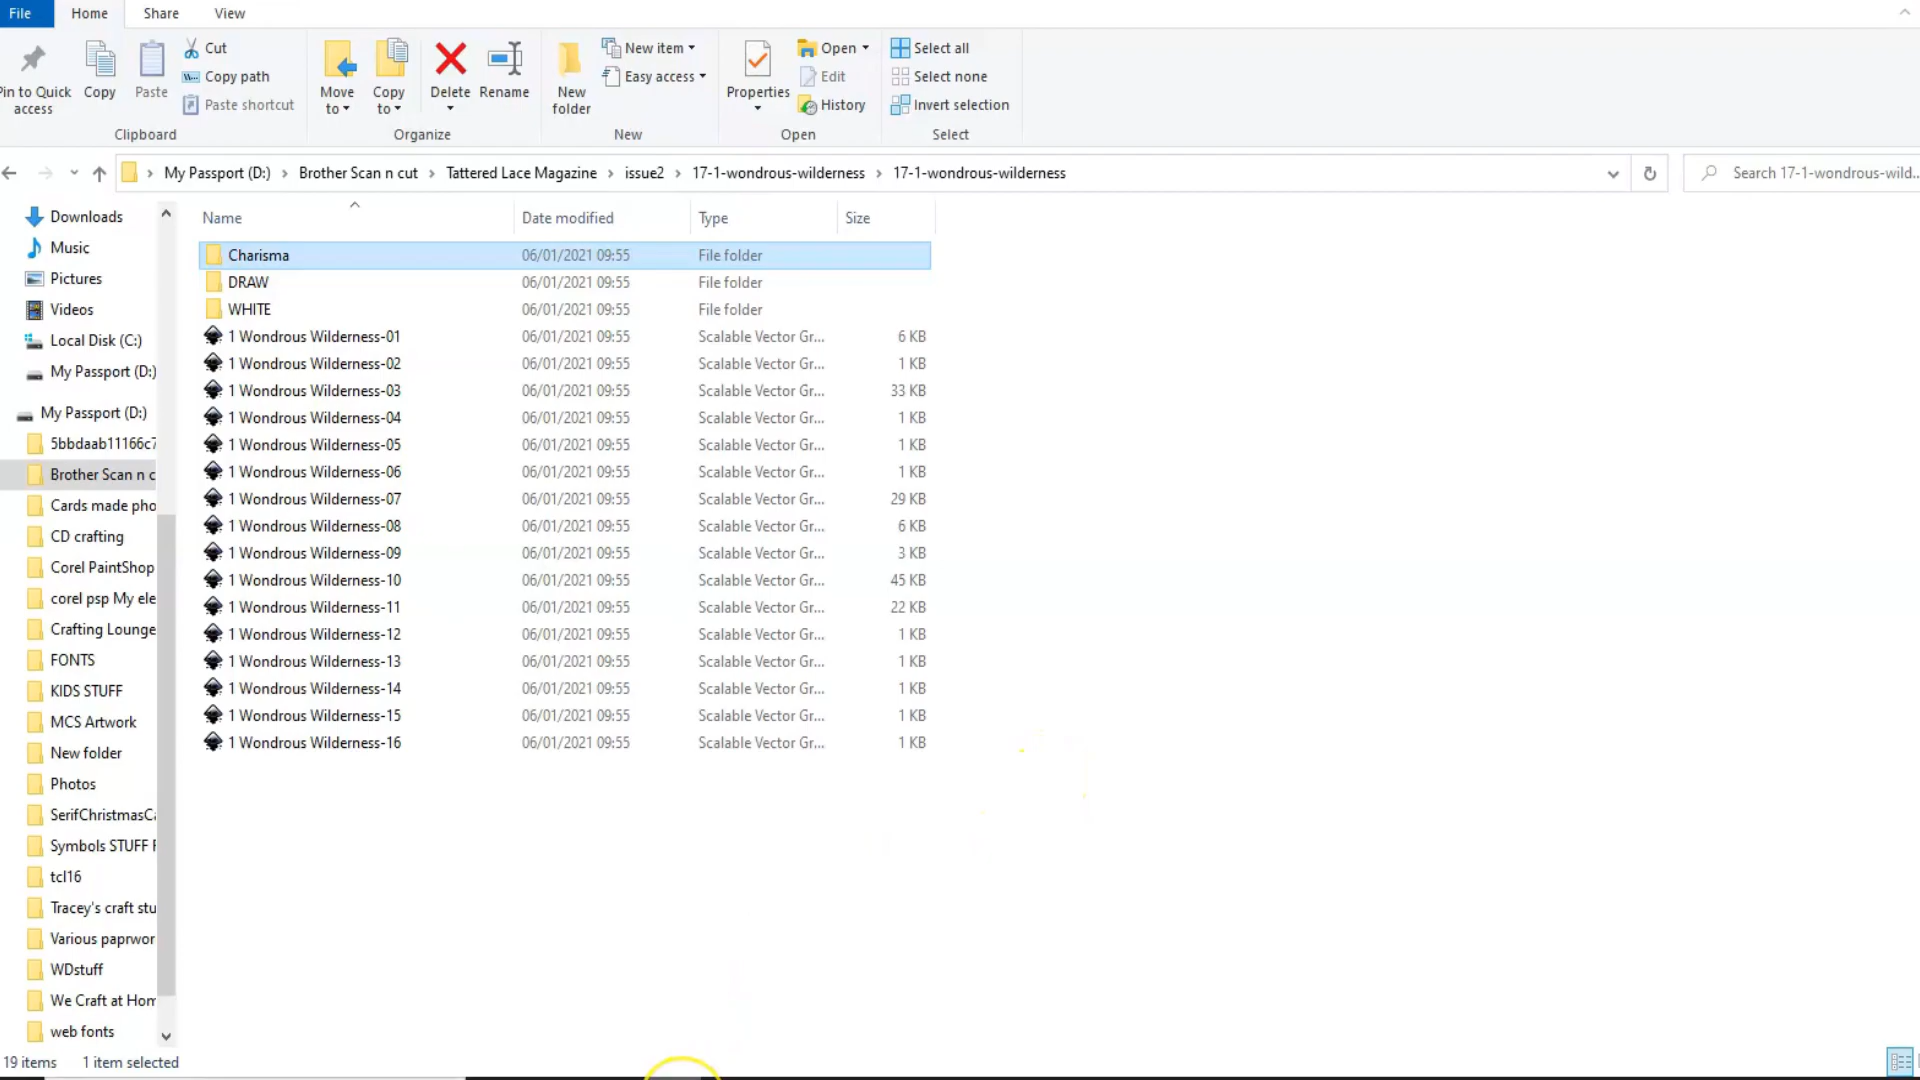 File Home Share View
Cut
Copy path
Paste shortcut
Pin to Quick access
Copy
Paste
Clipboard
Move to
Copy to
Delete
Rename
Organize
New folder
New item
Easy access
New
Properties
Open
Edit
History
Open
Select all
Select none
Invert selection
Select
My Passport (D:) › Brother Scan n cut › Tattered Lace Magazine › issue2 › 17-1-wondrous-wilderness › 17-1-wondrous-wilderness
Search 17-1-wondrous-wild...
Downloads
Music
Pictures
Videos
Local Disk (C:)
My Passport (D:)
My Passport (D:)
5bbdaab11166c7
Brother Scan n c
Cards made pho
CD crafting
Corel PaintShop
corel psp My ele
Crafting Lounge
FONTS
KIDS STUFF
MCS Artwork
New folder
Photos
SerifChristmasCa
Symbols STUFF F
tcl16
Tracey's craft stu
Various paprwor
WDstuff
We Craft at Hom
web fonts
Name Date modified Type Size
Charisma 06/01/2021 09:55 File folder
DRAW 06/01/2021 09:55 File folder
WHITE 06/01/2021 09:55 File folder
1 Wondrous Wilderness-01 06/01/2021 09:55 Scalable Vector Gr... 6 KB
1 Wondrous Wilderness-02 06/01/2021 09:55 Scalable Vector Gr... 1 KB
1 Wondrous Wilderness-03 06/01/2021 09:55 Scalable Vector Gr... 33 KB
1 Wondrous Wilderness-04 06/01/2021 09:55 Scalable Vector Gr... 1 KB
1 Wondrous Wilderness-05 06/01/2021 09:55 Scalable Vector Gr... 1 KB
1 Wondrous Wilderness-06 06/01/2021 09:55 Scalable Vector Gr... 1 KB
1 Wondrous Wilderness-07 06/01/2021 09:55 Scalable Vector Gr... 29 KB
1 Wondrous Wilderness-08 06/01/2021 09:55 Scalable Vector Gr... 6 KB
1 Wondrous Wilderness-09 06/01/2021 09:55 Scalable Vector Gr... 3 KB
1 Wondrous Wilderness-10 06/01/2021 09:55 Scalable Vector Gr... 45 KB
1 Wondrous Wilderness-11 06/01/2021 09:55 Scalable Vector Gr... 22 KB
1 Wondrous Wilderness-12 06/01/2021 09:55 Scalable Vector Gr... 1 KB
1 Wondrous Wilderness-13 06/01/2021 09:55 Scalable Vector Gr... 1 KB
1 Wondrous Wilderness-14 06/01/2021 09:55 Scalable Vector Gr... 1 KB
1 Wondrous Wilderness-15 06/01/2021 09:55 Scalable Vector Gr... 1 KB
1 Wondrous Wilderness-16 06/01/2021 09:55 Scalable Vector Gr... 1 KB
19 items 1 item selected